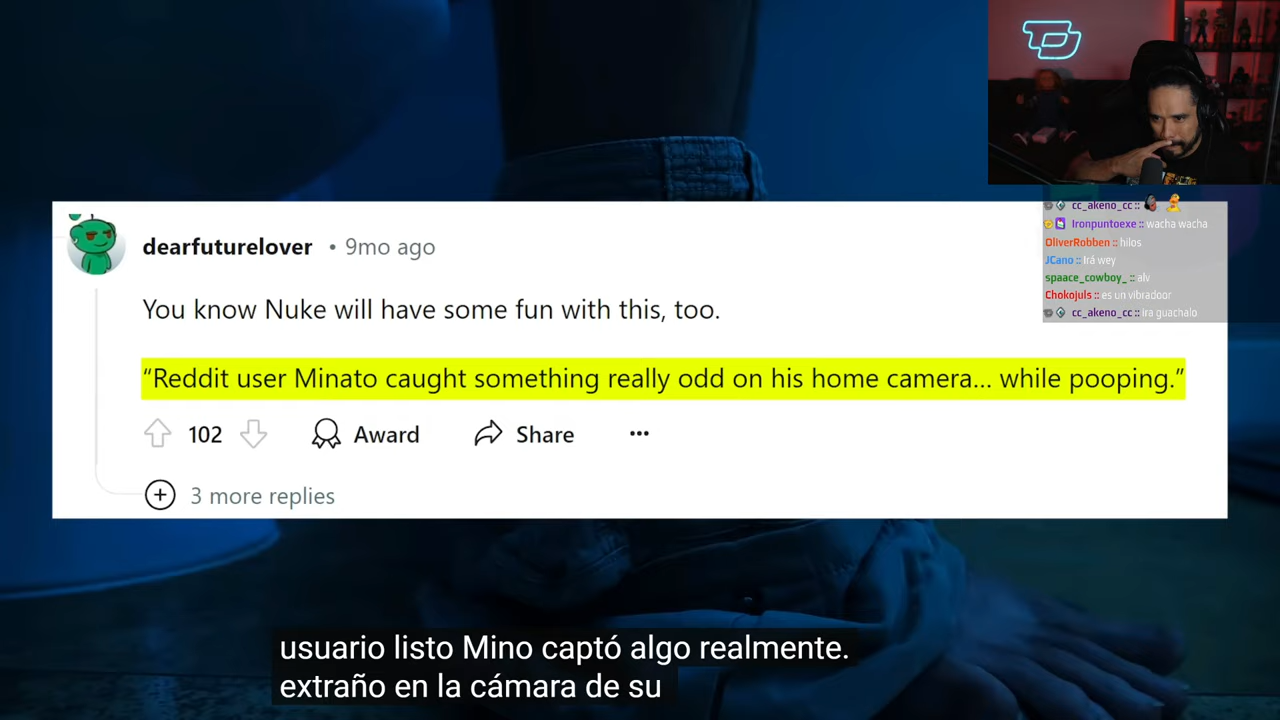 dearfuturelover • 9mo ago
You know Nuke will have some fun with this, too.
“Reddit user Minato caught something really odd on his home camera... while pooping.”
102 Award Share ...
3 more replies
cc_akeno_cc ::
Ironpuntoexe :: wacha wacha
OliverRobben :: hilos
JCano :: Irá wey
spaace_cowboy_ :: alv
Chokojuls :: es un vibradoor
cc_akeno_cc :: ira guachalo
usuario listo Mino captó algo realmente.
extraño en la cámara de su